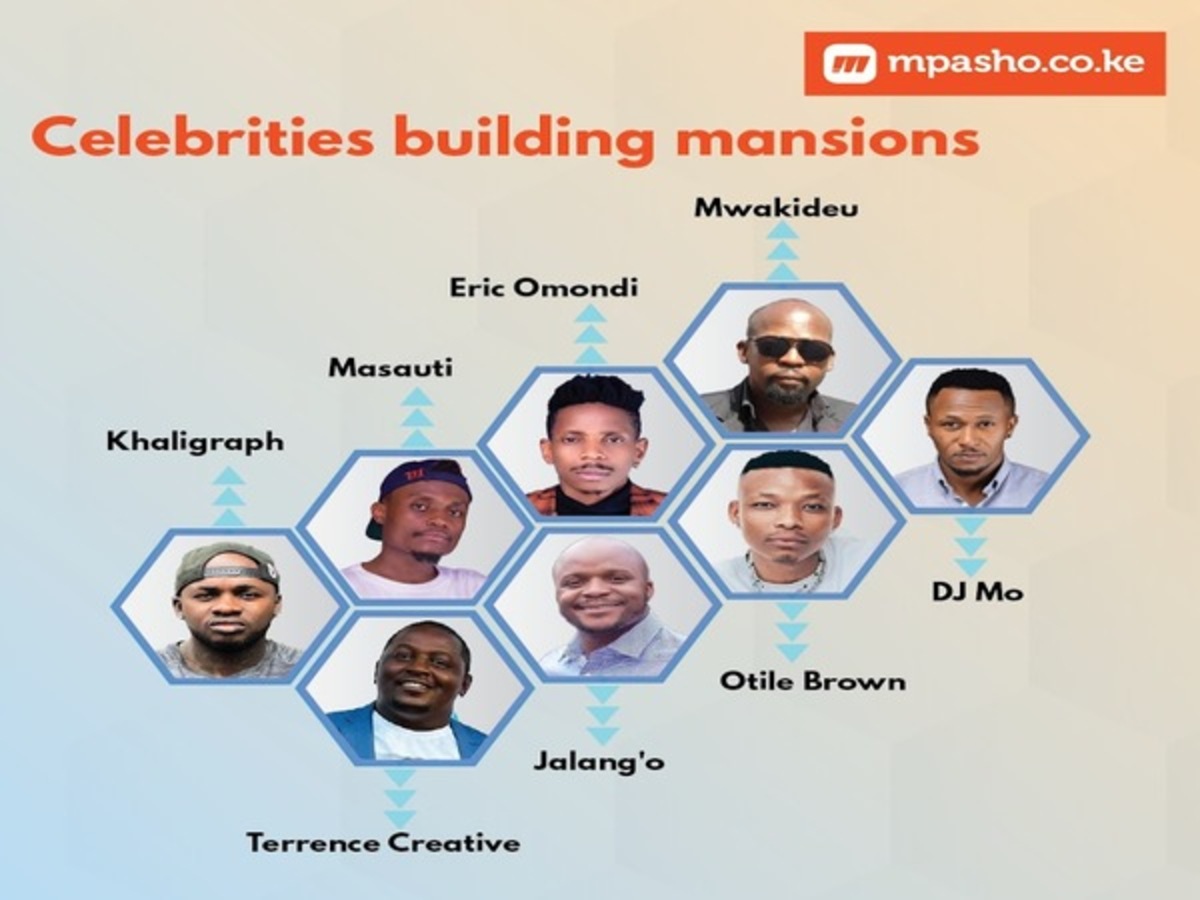 mpasho.co.ke
Celebrities building mansions
Mwakideu
Eric Omondi
Masauti
Khaligraph
DJ Mo
Otile Brown
Jalang'o
Terrence Creative